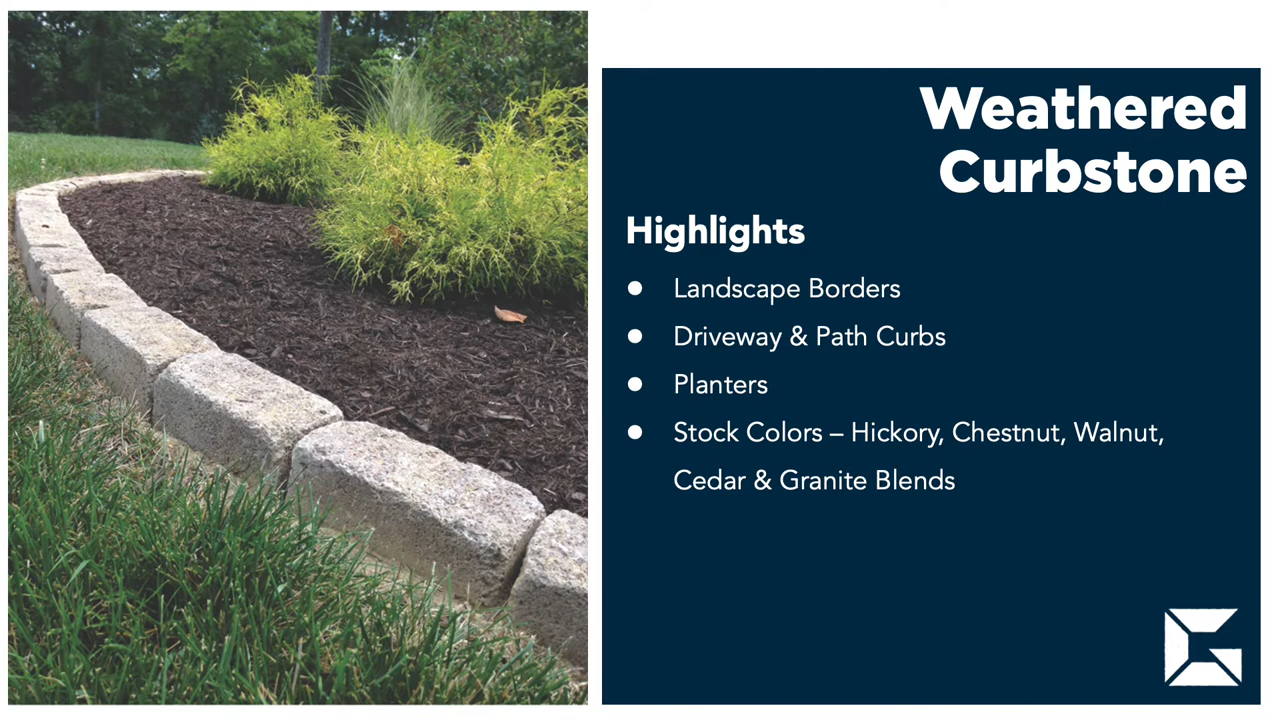 Weathered
Curbstone
Highlights
● Landscape Borders
● Driveway & Path Curbs
● Planters
● Stock Colors – Hickory, Chestnut, Walnut,
Cedar & Granite Blends